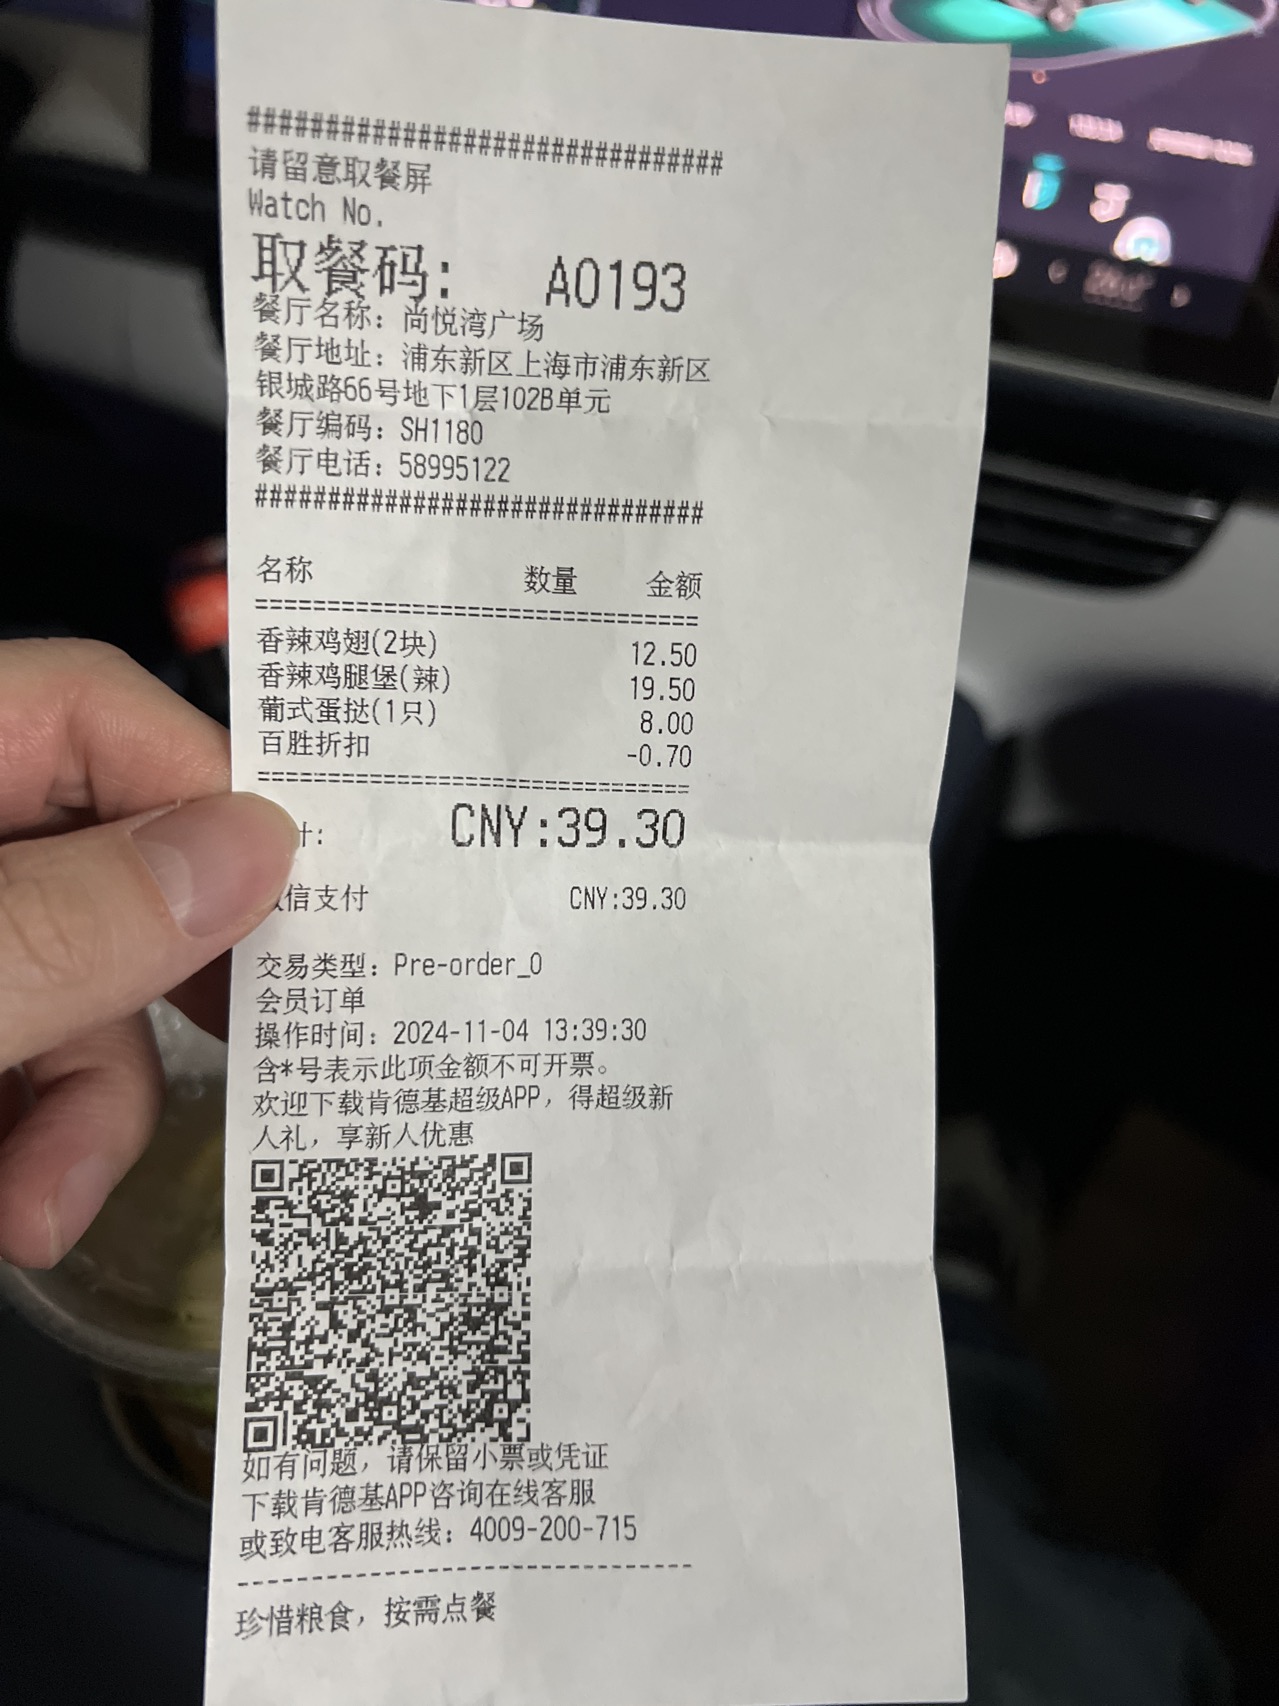 ##############################
请留意取餐屏
Watch No.
取餐码: A0193
餐厅名称: 尚悦湾广场
餐厅地址: 浦东新区上海市浦东新区
银城路66号地下1层102B单元
餐厅编码: SH1180
餐厅电话: 58995122
##############################
名称 数量 金额
==============================
香辣鸡翅(2块) 12.50
香辣鸡腿堡(辣) 19.50
葡式蛋挞(1只) 8.00
百胜折扣 -0.70
==============================
计: CNY:39.30
信支付 CNY:39.30
交易类型: Pre-order_0
会员订单
操作时间: 2024-11-04 13:39:30
含*号表示此项金额不可开票。
欢迎下载肯德基超级APP, 得超级新
人礼, 享新人优惠
如有问题, 请保留小票或凭证
下载肯德基APP咨询在线客服
或致电客服热线: 4009-200-715
------------------------------
珍惜粮食, 按需点餐